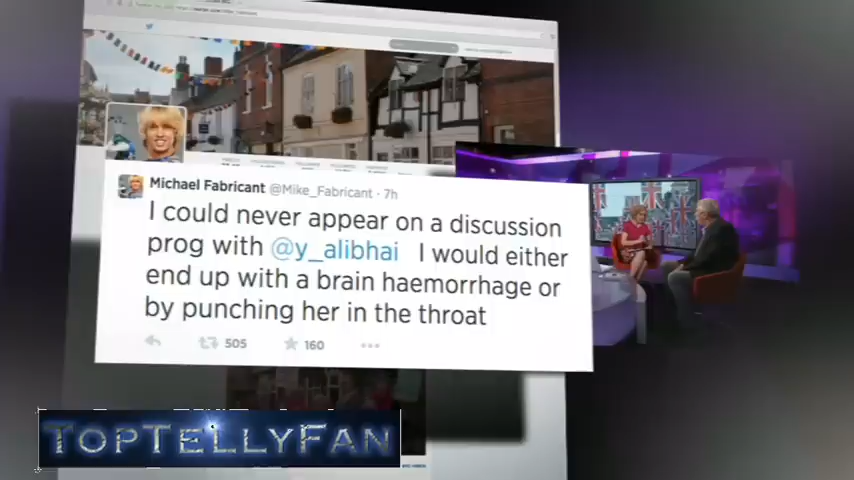 Michael Fabricant @Mike_Fabricant · 7h
I could never appear on a discussion
prog with @y_alibhai I would either
end up with a brain haemorrhage or
by punching her in the throat
505 160
TOPTELLYFAN